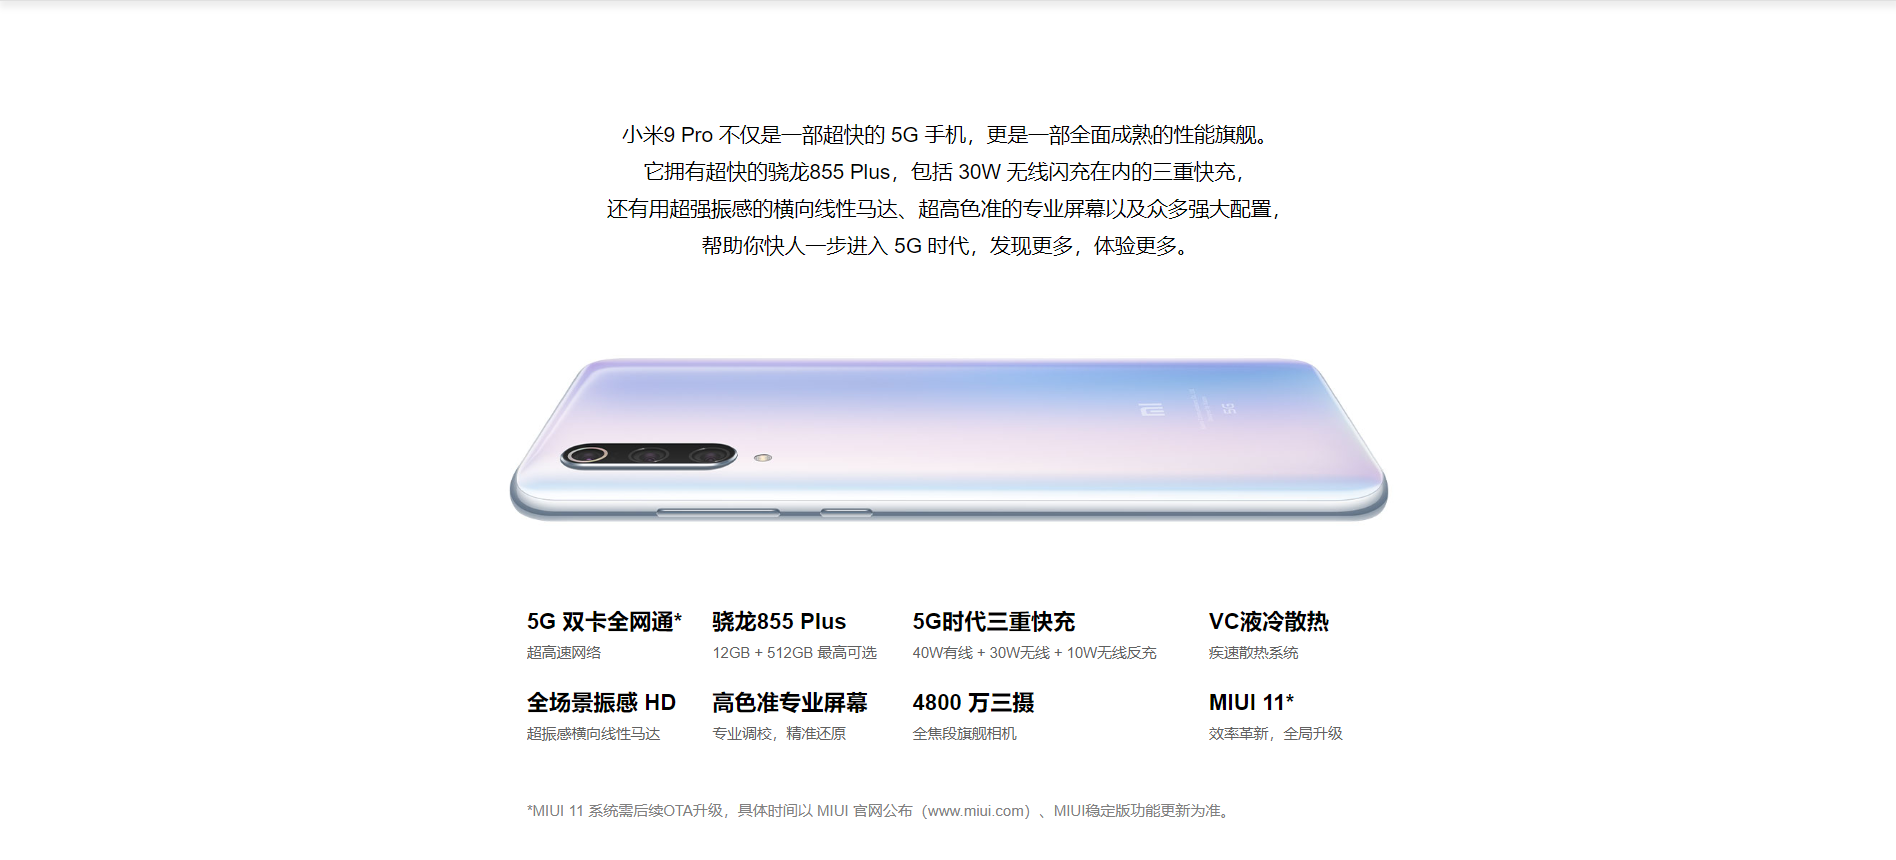 小米9 Pro 不仅是一部超快的 5G 手机，更是一部全面成熟的性能旗舰。
它拥有超快的骁龙855 Plus，包括 30W 无线闪充在内的三重快充，
还有用超强振感的横向线性马达、超高色准的专业屏幕以及众多强大配置，
帮助你快人一步进入 5G 时代，发现更多，体验更多。
5G
5G 双卡全网通*
超高速网络
骁龙855 Plus
12GB + 512GB 最高可选
5G时代三重快充
40W有线 + 30W无线 + 10W无线反充
VC液冷散热
疾速散热系统
全场景振感 HD
超振感横向线性马达
高色准专业屏幕
专业调校，精准还原
4800 万三摄
全焦段旗舰相机
MIUI 11*
效率革新，全局升级
*MIUI 11 系统需后续OTA升级，具体时间以 MIUI 官网公布（www.miui.com）、MIUI稳定版功能更新为准。